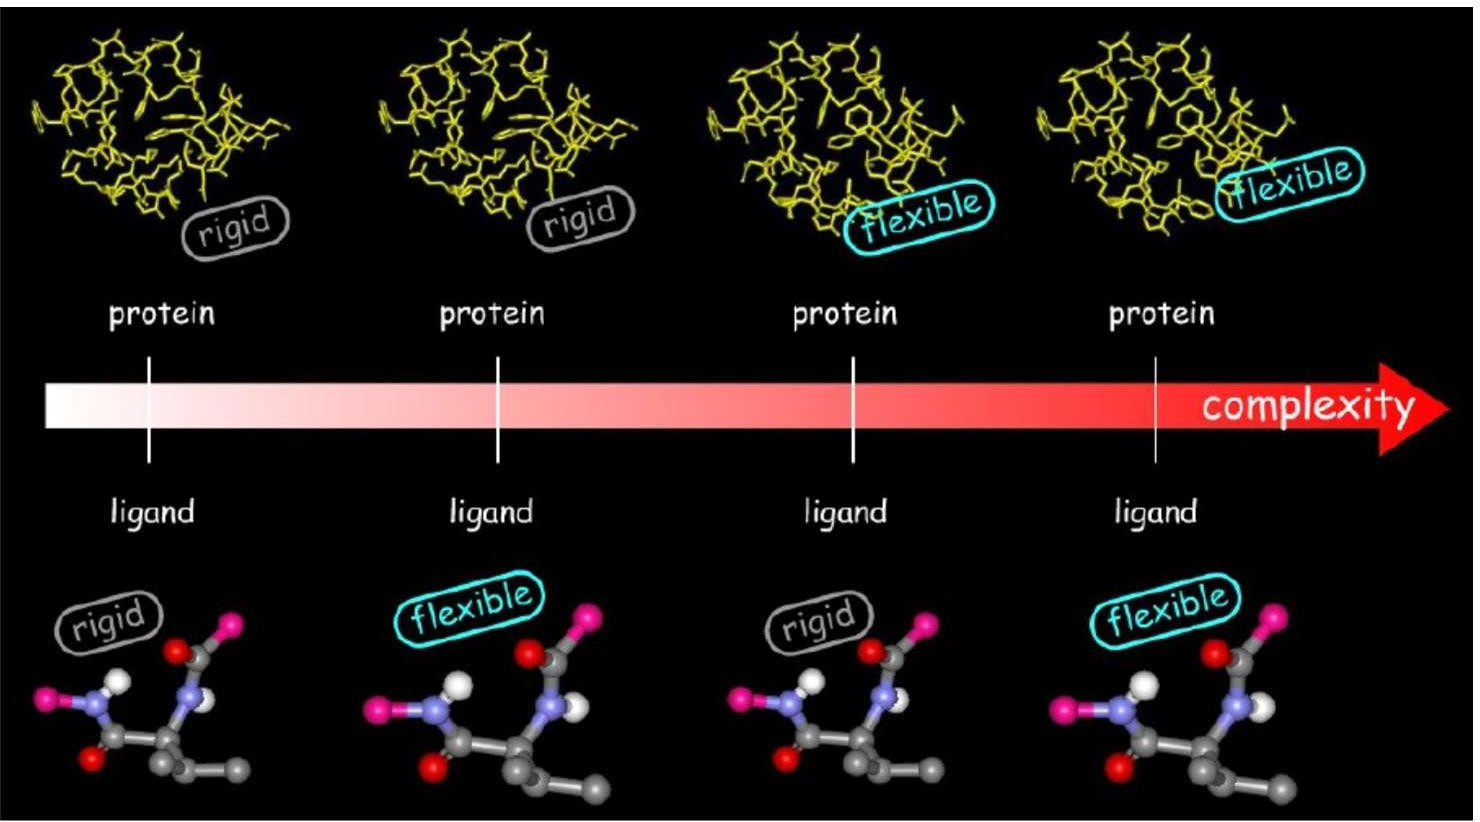 rigid rigid flexible flexible
protein protein protein protein
complexity
ligand ligand ligand ligand
rigid flexible rigid flexible